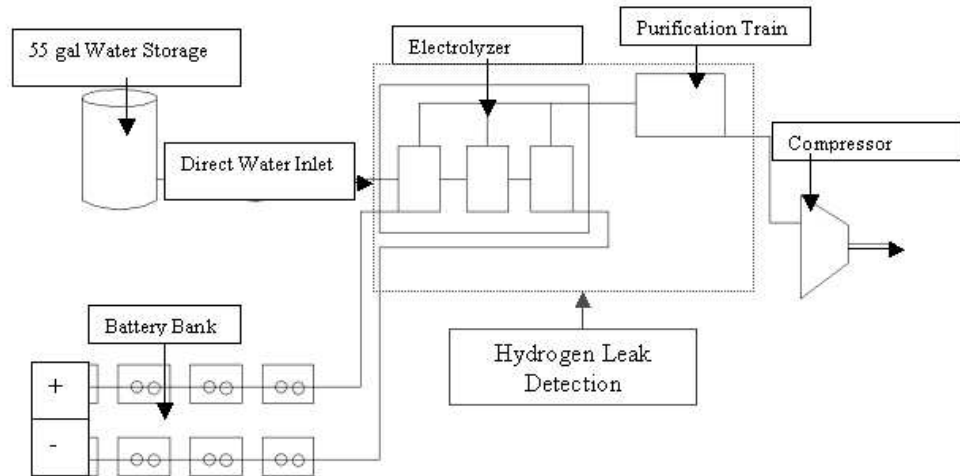 55 gal Water Storage
Electrolyzer
Purification Train
Compressor
Direct Water Inlet
Battery Bank
Hydrogen Leak
Detection
+
-